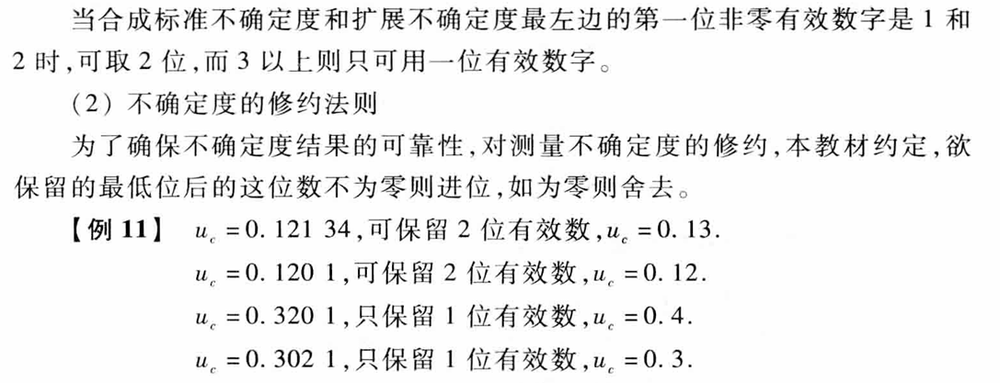 当合成标准不确定度和扩展不确定度最左边的第一位非零有效数字是 1 和
2 时,可取 2 位,而 3 以上则只可用一位有效数字。
(2) 不确定度的修约法则
为了确保不确定度结果的可靠性,对测量不确定度的修约,本教材约定,欲
保留的最低位后的这位数不为零则进位,如为零则舍去。
【例 11】 u_c = 0. 121 34,可保留 2 位有效数,u_c = 0. 13.
u_c = 0. 120 1,可保留 2 位有效数,u_c = 0. 12.
u_c = 0. 320 1,只保留 1 位有效数,u_c = 0. 4.
u_c = 0. 302 1,只保留 1 位有效数,u_c = 0. 3.